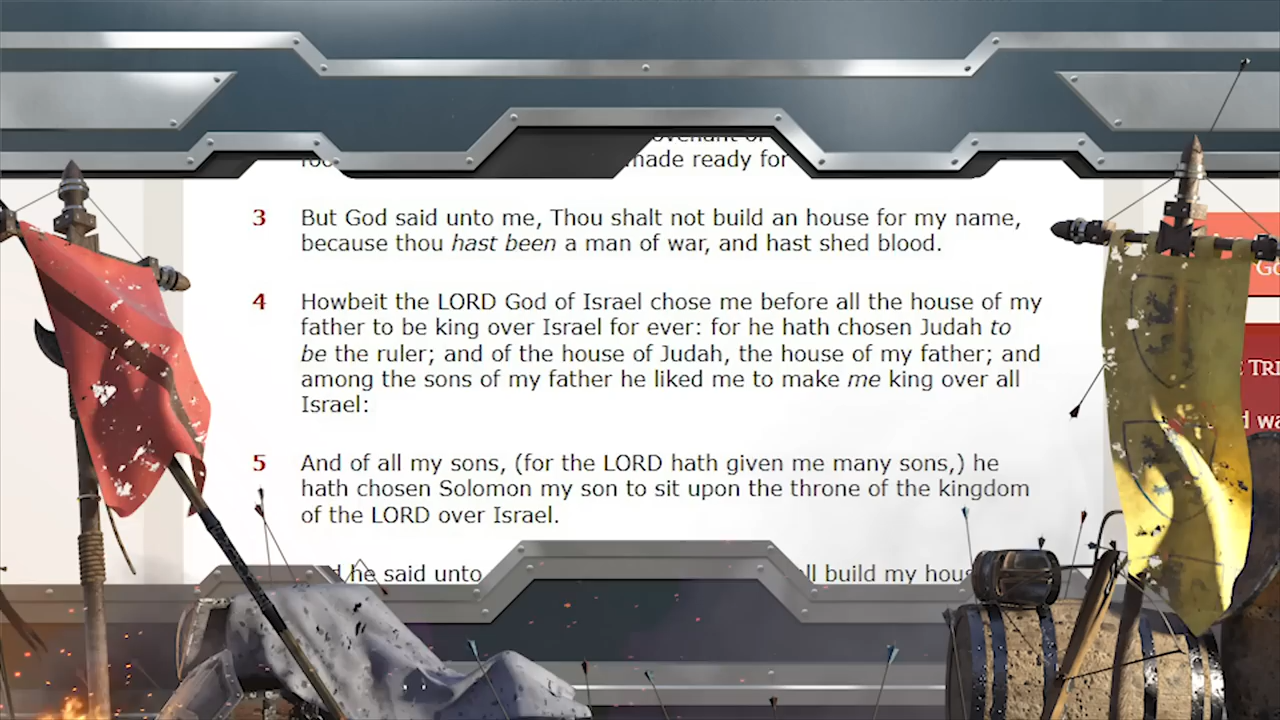 made ready for
3 But God said unto me, Thou shalt not build an house for my name,
because thou hast been a man of war, and hast shed blood.
4 Howbeit the LORD God of Israel chose me before all the house of my
father to be king over Israel for ever: for he hath chosen Judah to
be the ruler; and of the house of Judah, the house of my father; and
among the sons of my father he liked me to make me king over all
Israel:
5 And of all my sons, (for the LORD hath given me many sons,) he
hath chosen Solomon my son to sit upon the throne of the kingdom
of the LORD over Israel.
he said unto
build my